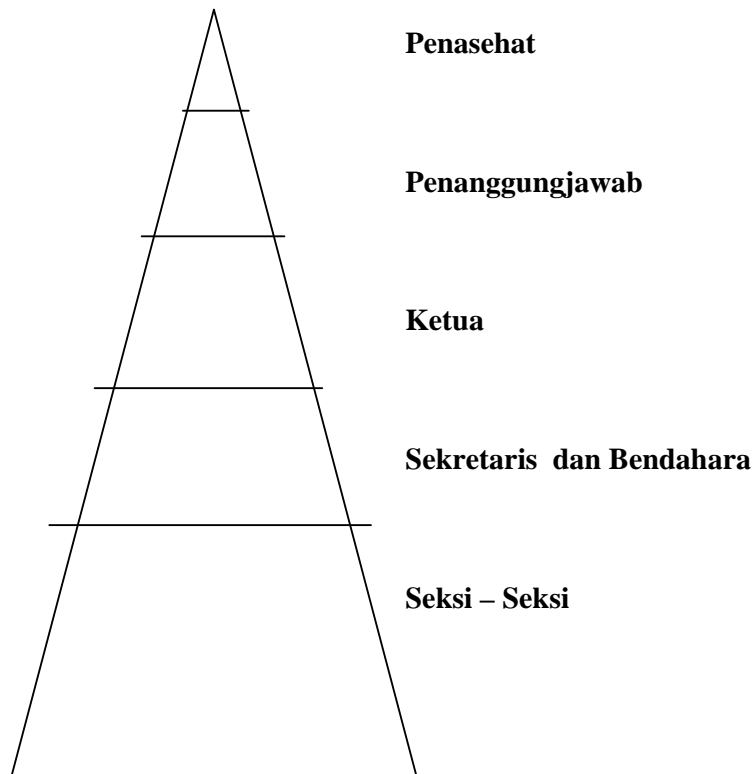 Penasehat
Penanggungjawab
Ketua
Sekretaris  dan Bendahara
Seksi – Seksi